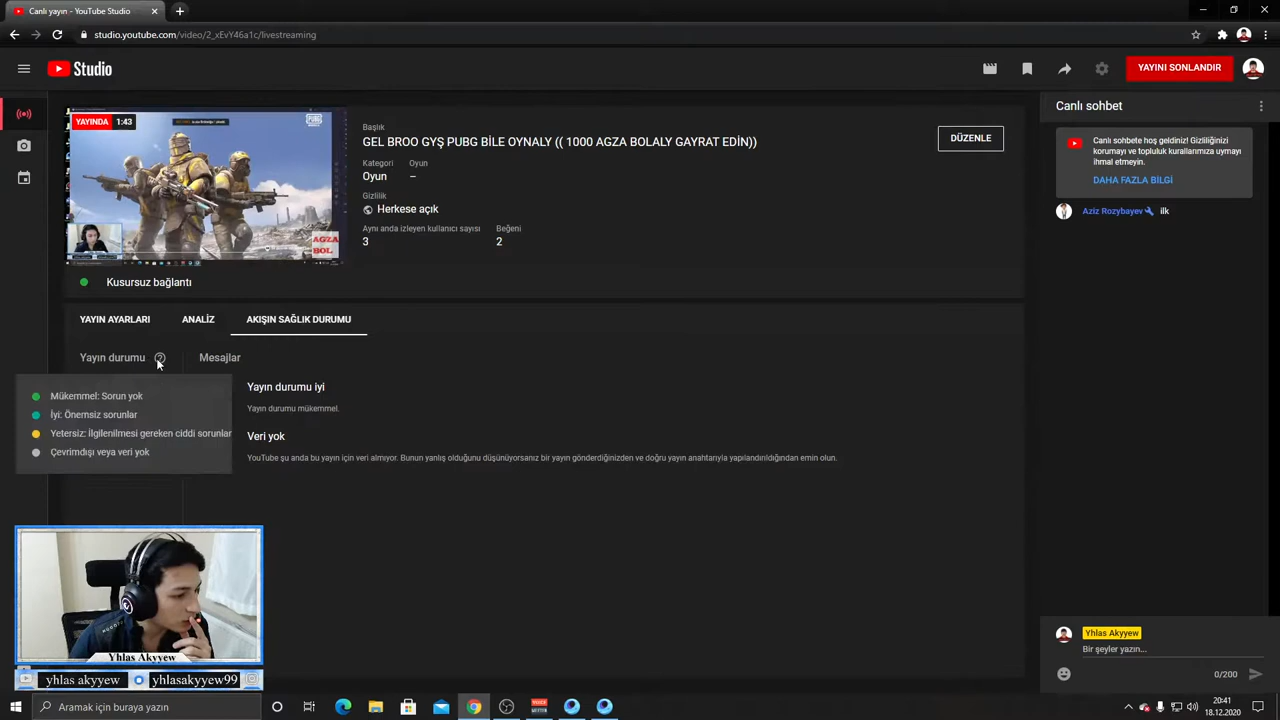 Canlı yayın - YouTube Studio
studio.youtube.com/video/2_xEvY46a1c/livestreaming
Studio
YAYINI SONLANDIR
YAYINDA 1:43
AGZA
BOL
Başlık
GEL BROO GYŞ PUBG BİLE OYNALY (( 1000 AGZA BOLALY GAYRAT EDİN))
DÜZENLE
Kategori Oyun
Oyun –
Gizlilik
Herkese açık
Aynı anda izleyen kullanıcı sayısı Beğeni
3 2
Kusursuz bağlantı
YAYIN AYARLARI ANALİZ AKIŞIN SAĞLIK DURUMU
Yayın durumu Mesajlar
Mükemmel: Sorun yok
İyi: Önemsiz sorunlar
Yetersiz: İlgilenilmesi gereken ciddi sorunlar
Çevrimdışı veya veri yok
Yayın durumu iyi
Yayın durumu mükemmel.
Veri yok
YouTube şu anda bu yayın için veri almıyor. Bunun yanlış olduğunu düşünüyorsanız bir yayın gönderdiğinizden ve doğru yayın anahtarıyla yapılandırıldığından emin olun.
Canlı sohbet
Canlı sohbete hoş geldiniz! Gizliliğinizi
korumayı ve topluluk kurallarımıza uymayı
ihmal etmeyin.
DAHA FAZLA BİLGİ
Aziz Rozybayev ilk
Yhlas Akyyew
Bir şeyler yazın...
0/200
Yhlas Akyyew
yhlas akyyew yhlasakyyew99
Aramak için buraya yazın
20:41
18.12.2020